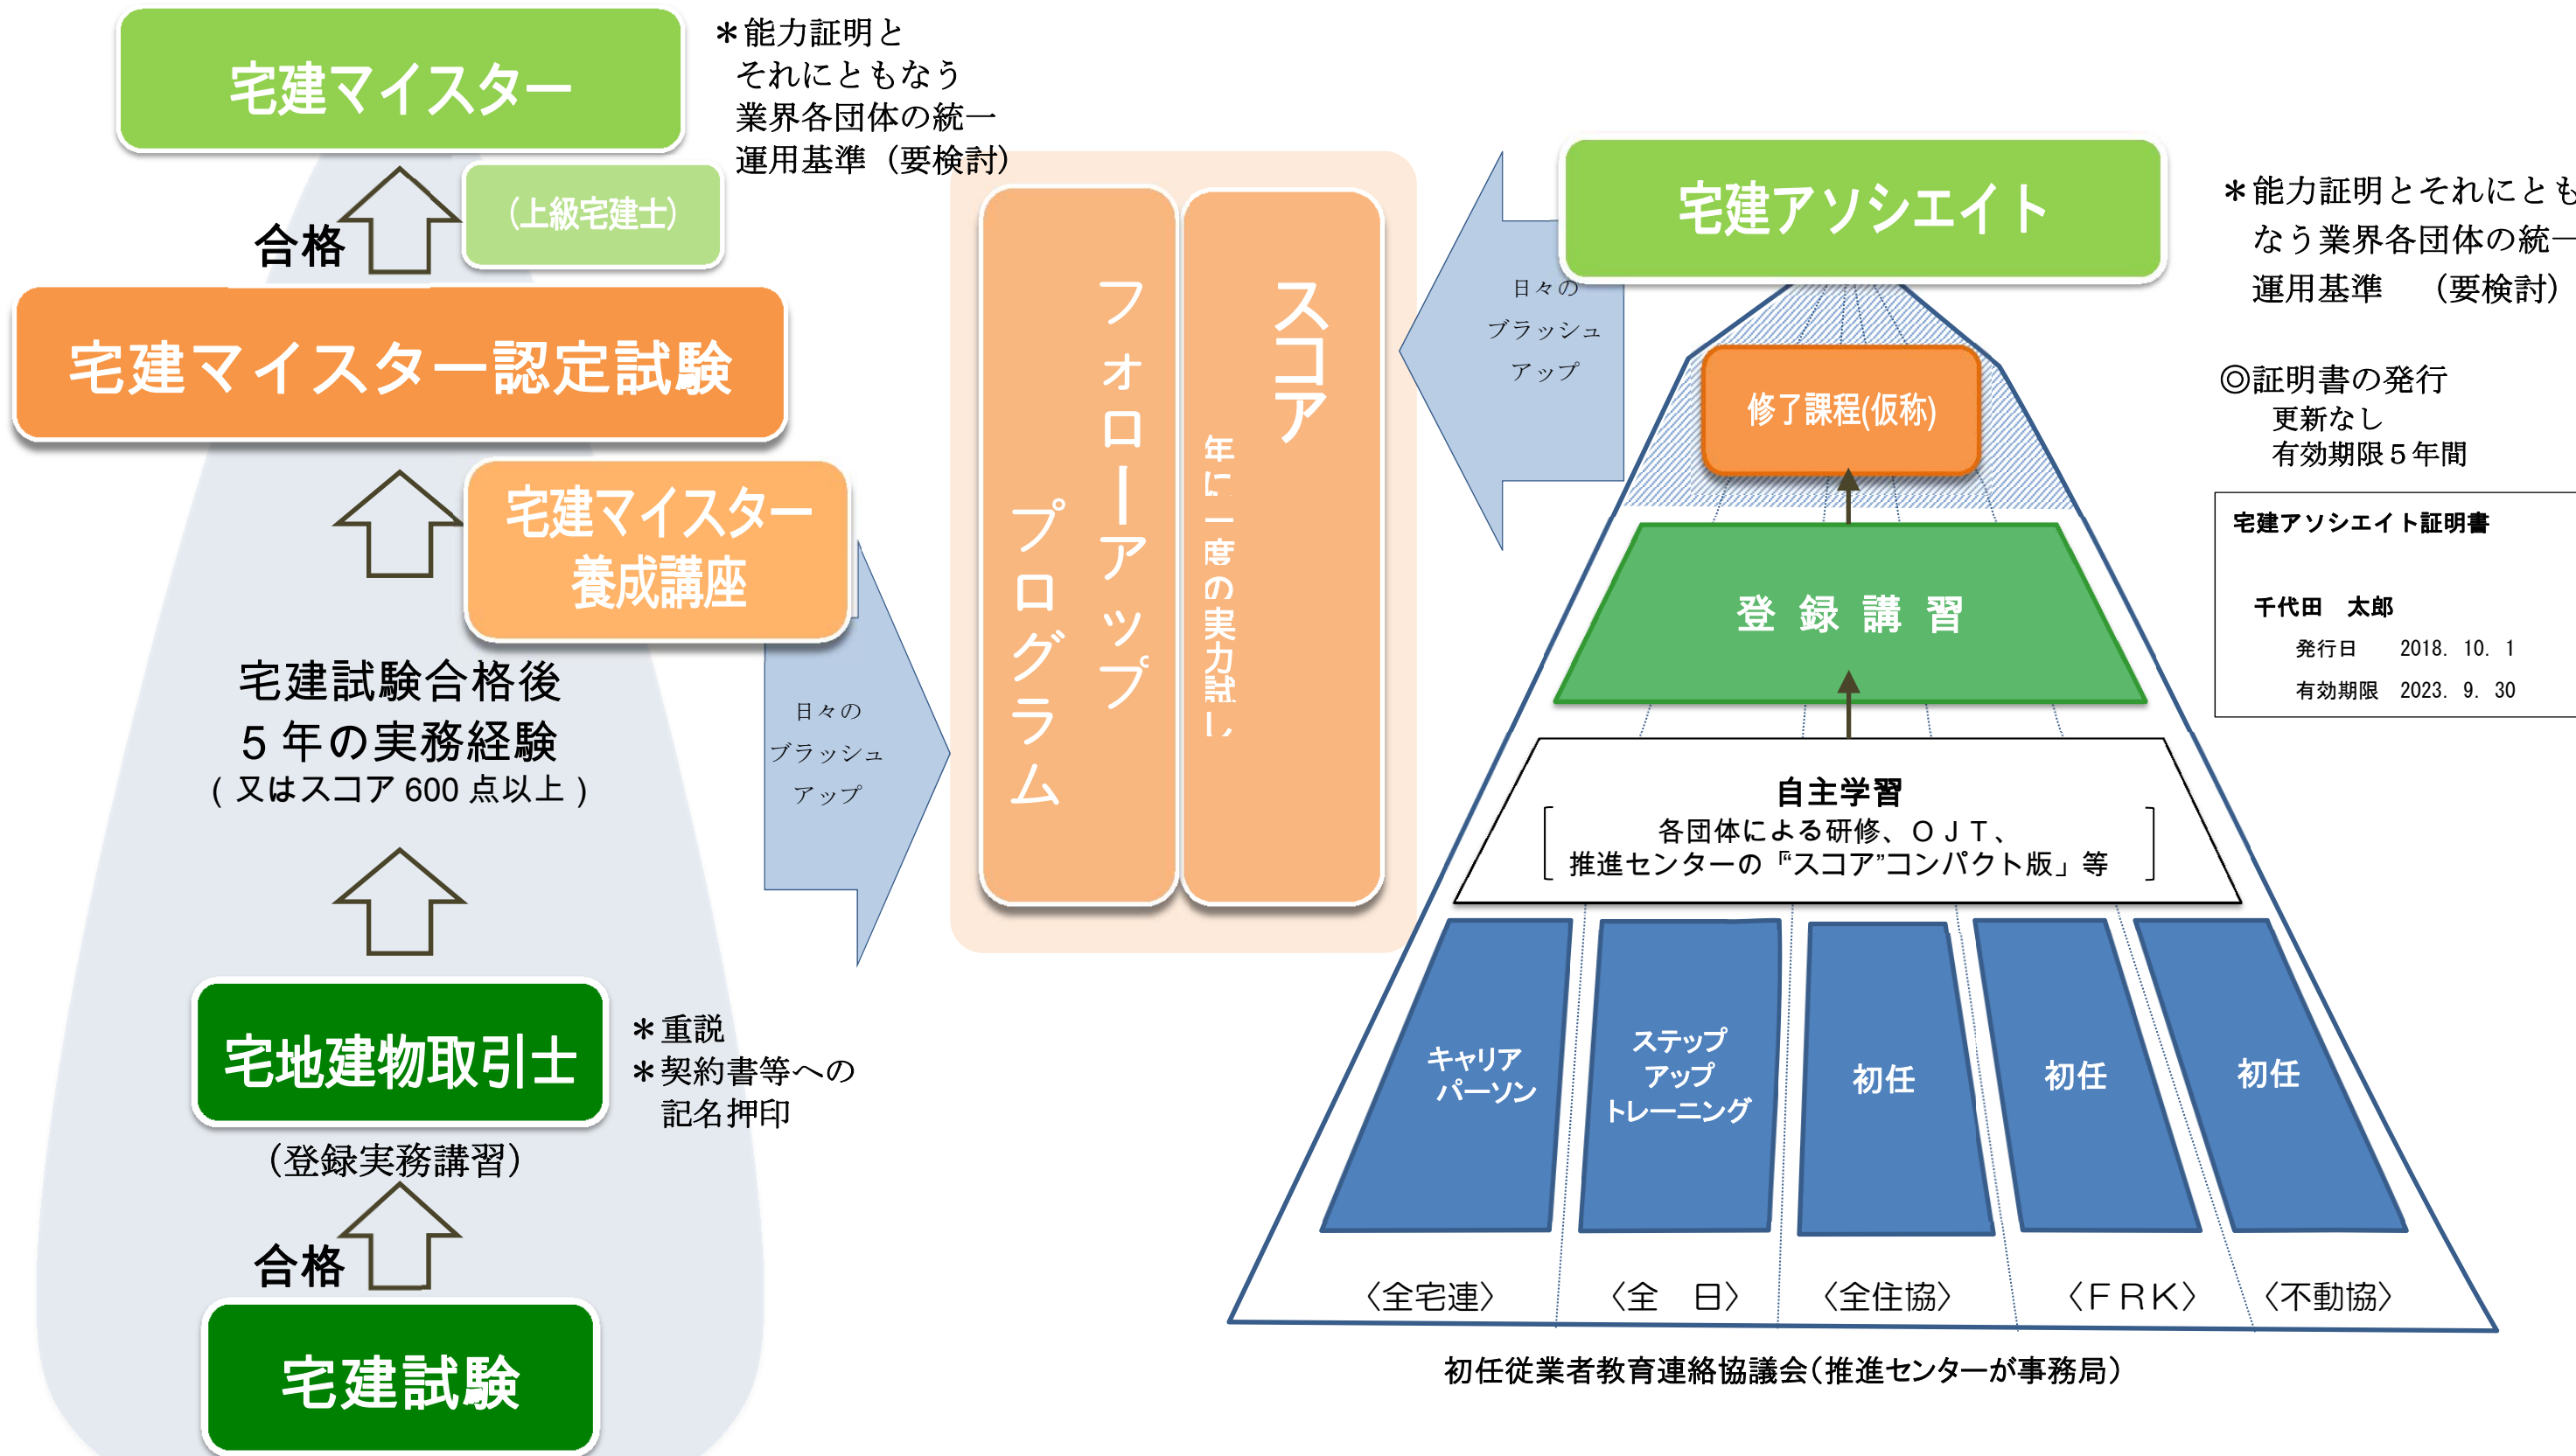 宅建マイスター
＊能力証明と
それにともなう
業界各団体の統一
運用基準（要検討）
（上級宅建士）
合格
宅建マイスター認定試験
宅建マイスター
養成講座
宅建試験合格後
５年の実務経験
( 又はスコア 600 点以上 )
日々の
ブラッシュ
アップ
宅地建物取引士
＊重説
＊契約書等への
記名押印
（登録実務講習）
合格
宅建試験
スコア
年に一度の実力試し
フォローアップ
プログラム
日々の
ブラッシュ
アップ
宅建アソシエイト
＊能力証明とそれにとも
なう業界各団体の統一
運用基準　（要検討）
◎証明書の発行
更新なし
有効期限５年間
宅建アソシエイト証明書
千代田　太郎
発行日　2018. 10. 1
有効期限　2023. 9. 30
修了課程(仮称)
登 録 講 習
自主学習
各団体による研修、ＯＪＴ、
推進センターの『“スコア”コンパクト版」等
キャリア
パーソン
ステップ
アップ
トレーニング
初任
初任
初任
〈全宅連〉
〈全　日〉
〈全住協〉
〈ＦＲＫ〉
〈不動協〉
初任従業者教育連絡協議会（推進センターが事務局）